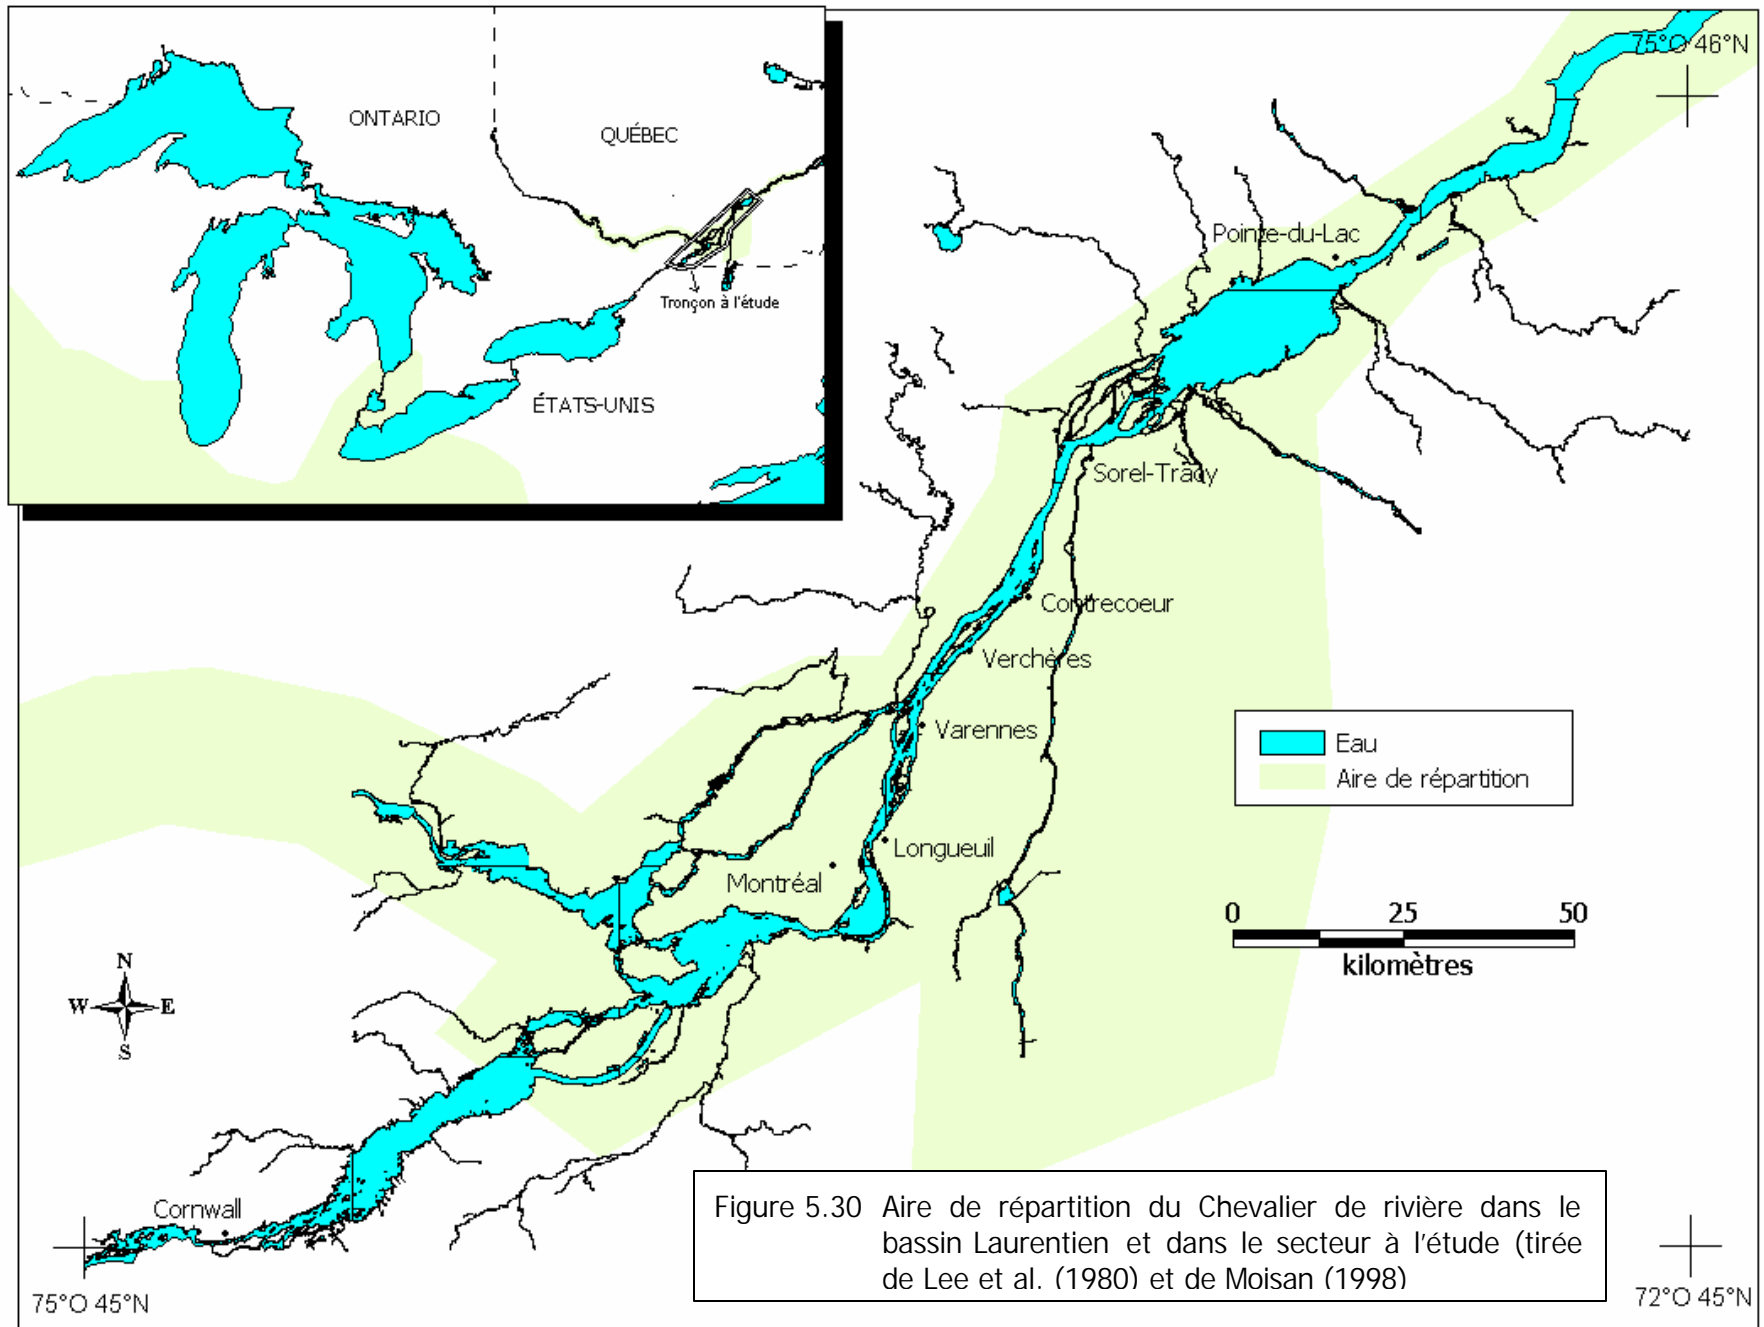 ONTARIO
QUÉBEC
Tronçon à l'étude
ÉTATS-UNIS
75°O 46°N
Pointe-du-Lac
Sorel-Tracy
Contrecoeur
Verchères
Varennes
Eau
Aire de répartition
Longueuil
Montréal
0 25 50
kilomètres
N
W E
S
Cornwall
Figure 5.30 Aire de répartition du Chevalier de rivière dans le
bassin Laurentien et dans le secteur à l'étude (tirée
de Lee et al. (1980) et de Moisan (1998)
75°O 45°N
72°O 45°N